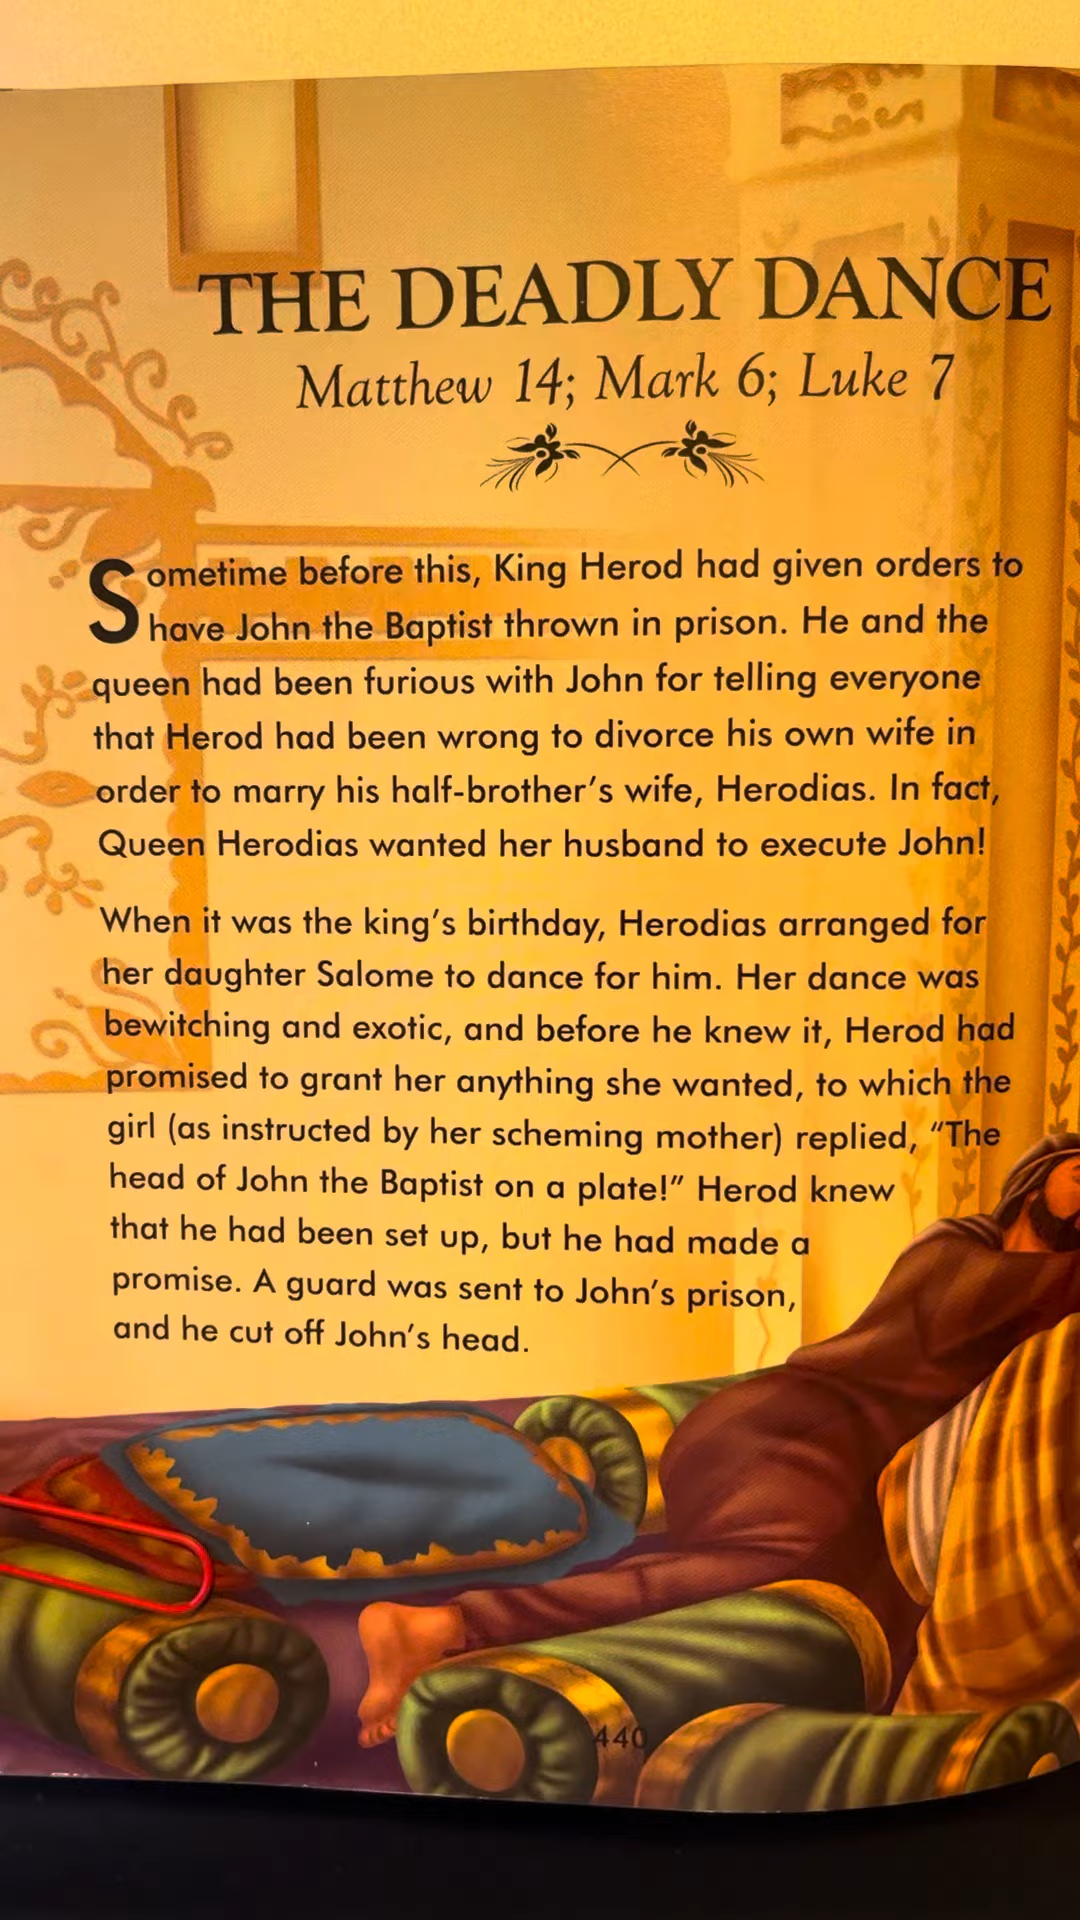 THE DEADLY DANCE
Matthew 14; Mark 6; Luke 7
Sometime before this, King Herod had given orders to
have John the Baptist thrown in prison. He and the
queen had been furious with John for telling everyone
that Herod had been wrong to divorce his own wife in
order to marry his half-brother's wife, Herodias. In fact,
Queen Herodias wanted her husband to execute John!
When it was the king's birthday, Herodias arranged for
her daughter Salome to dance for him. Her dance was
bewitching and exotic, and before he knew it, Herod had
promised to grant her anything she wanted, to which the
girl (as instructed by her scheming mother) replied, “The
head of John the Baptist on a plate!” Herod knew
that he had been set up, but he had made a
promise. A guard was sent to John's prison,
and he cut off John's head.
440